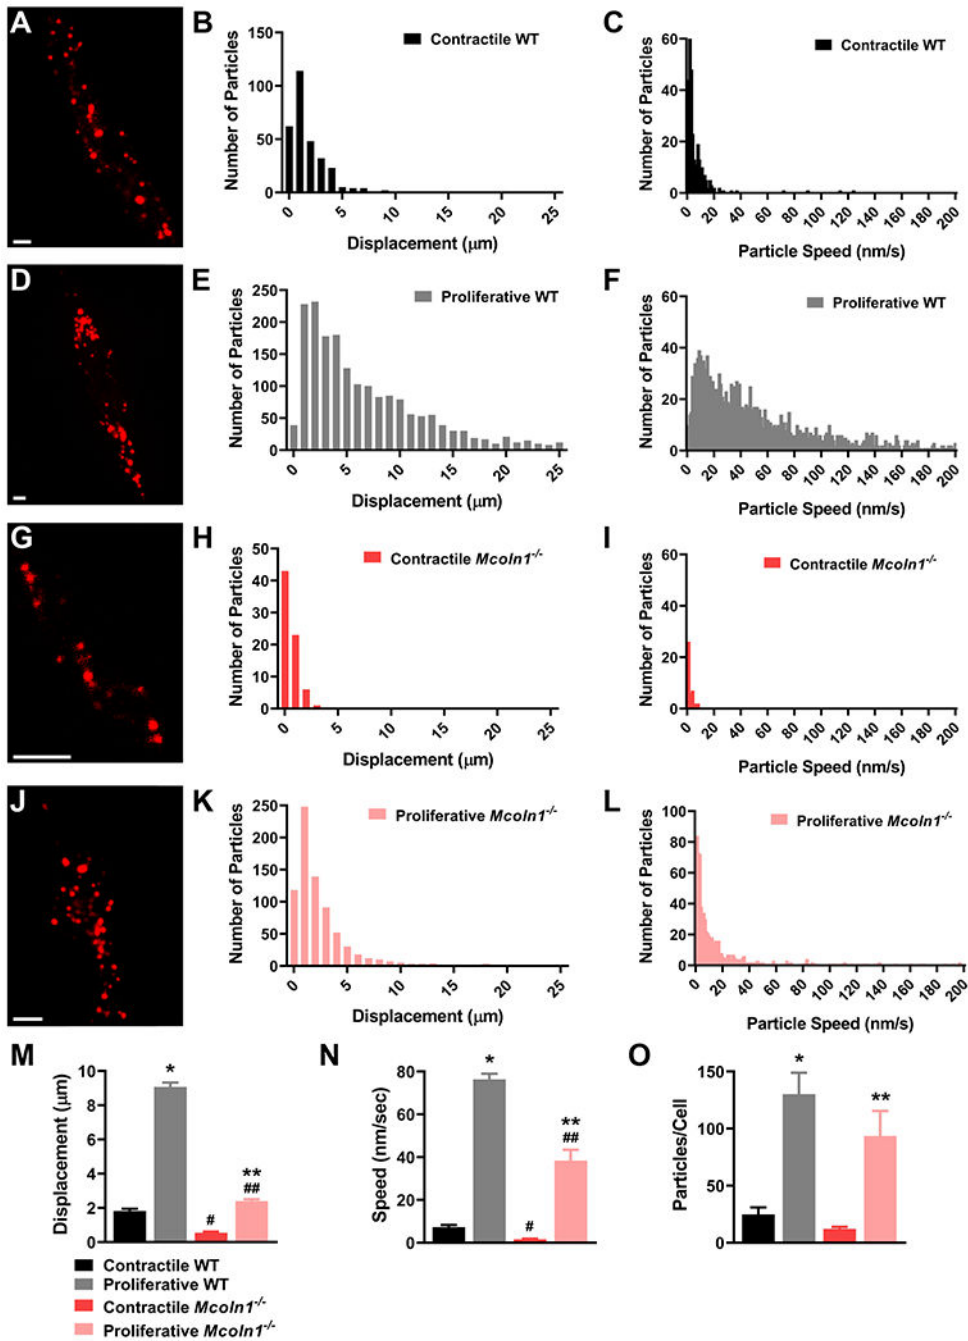 A
B
Number of Particles
150
100
50
0
Contractile WT
0 5 10 15 20 25
Displacement (µm)
C
Number of Particles
60
40
20
0
Contractile WT
0 20 40 60 80 100 120 140 160 180 200
Particle Speed (nm/s)
D
E
Number of Particles
250
200
150
100
50
0
Proliferative WT
0 5 10 15 20 25
Displacement (µm)
F
Number of Particles
60
40
20
0
Proliferative WT
0 20 40 60 80 100 120 140 160 180 200
Particle Speed (nm/s)
G
H
Number of Particles
50
40
30
20
10
0
Contractile Mcoln1-/-
0 5 10 15 20 25
Displacement (µm)
I
Number of Particles
60
40
20
0
Contractile Mcoln1-/-
0 20 40 60 80 100 120 140 160 180 200
Particle Speed (nm/s)
J
K
Number of Particles
250
200
150
100
50
0
Proliferative Mcoln1-/-
0 5 10 15 20 25
Displacement (µm)
L
Number of Particles
100
80
60
40
20
0
Proliferative Mcoln1-/-
0 20 40 60 80 100 120 140 160 180 200
Particle Speed (nm/s)
M
Displacement (µm)
10
8
6
4
2
0
*
#
**
##
N
Speed (nm/sec)
80
60
40
20
0
*
#
**
##
O
Particles/Cell
150
100
50
0
*
**
Contractile WT
Proliferative WT
Contractile Mcoln1-/-
Proliferative Mcoln1-/-